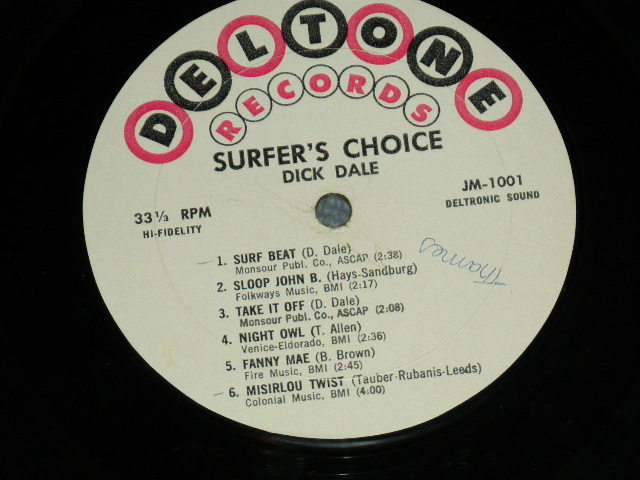 DELTONE
RECORDS
SURFER'S CHOICE
DICK DALE
33⅓ RPM
HI-FIDELITY
JM-1001
DELTRONIC SOUND
1. SURF BEAT (D. Dale)
Monsour Publ. Co., ASCAP (2:38)
2. SLOOP JOHN B. (Hays-Sandburg)
Folkways Music, BMI (2:17)
3. TAKE IT OFF (D. Dale)
Monsour Publ. Co., ASCAP (2:08)
4. NIGHT OWL (T. Allen)
Venice-Eldorado, BMI (2:36)
5. FANNY MAE (B. Brown)
Fire Music, BMI (2:45)
6. MISIRLOU TWIST (Tauber-Rubanis-Leeds)
Colonial Music, BMI (4:00)
Thames